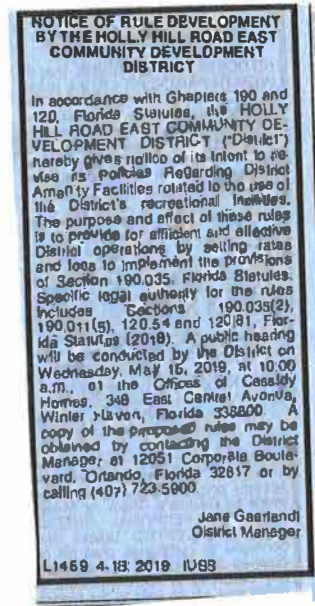 NOTICE OF RULE DEVELOPMENT
BY THE HOLLY HILL ROAD EAST
COMMUNITY DEVELOPMENT
DISTRICT
In accordance with Chapters 190 and
120, Florida Statutes, the HOLLY
HILL ROAD EAST COMMUNITY DE-
VELOPMENT DISTRICT ("District")
hereby gives notice of its intent to re-
vise its Policies Regarding District
Amenity Facilities related to the use of
the District's recreational facilities.
The purpose and effect of these rules
is to provide for efficient and effective
District operations by setting rates
and fees to implement the provisions
of Section 190.035, Florida Statutes.
Specific legal authority for the rules
includes Sections 190.035(2),
190.011(5), 120.54 and 120.81, Flor-
ida Statutes (2018). A public hearing
will be conducted by the District on
Wednesday, May 15, 2019, at 10:00
a.m., at the Offices of Cassidy
Homes, 346 East Central Avenue,
Winter Haven, Florida 338800. A
copy of the proposed rules may be
obtained by contacting the District
Manager at 12051 Corporate Boule-
vard, Orlando, Florida 32817 or by
calling (407) 723-5900.
Jane Gaarlandt
District Manager
L1459 4-18; 2019